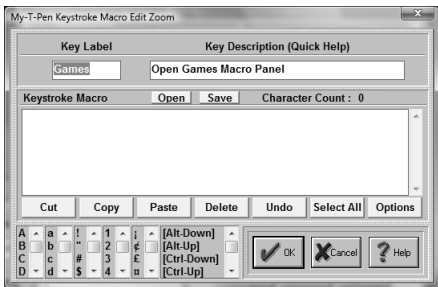 My-T-Pen Keystroke Macro Edit Zoom
x
Key Label Key Description (Quick Help)
Games Open Games Macro Panel
Keystroke Macro Open Save Character Count : 0
Cut Copy Paste Delete Undo Select All Options
A a ! 1 ¡ [Alt-Down]
B b " 2 ¢ [Alt-Up]
C c # 3 £ [Ctrl-Down]
D d $ 4 ¤ [Ctrl-Up]
OK Cancel ? Help